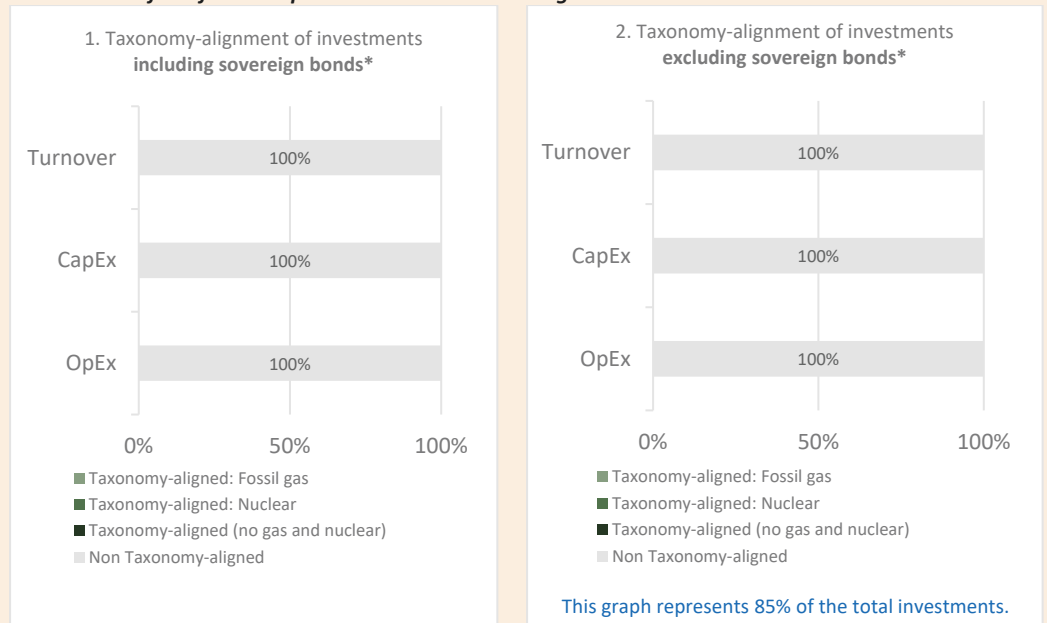 1. Taxonomy-alignment of investments
including sovereign bonds*
Turnover
100%
CapEx
100%
OpEx
100%
0%
50%
100%
Taxonomy-aligned: Fossil gas
Taxonomy-aligned: Nuclear
Taxonomy-aligned (no gas and nuclear)
Non Taxonomy-aligned
2. Taxonomy-alignment of investments
excluding sovereign bonds*
Turnover
100%
CapEx
100%
OpEx
100%
0%
50%
100%
Taxonomy-aligned: Fossil gas
Taxonomy-aligned: Nuclear
Taxonomy-aligned (no gas and nuclear)
Non Taxonomy-aligned
This graph represents 85% of the total investments.